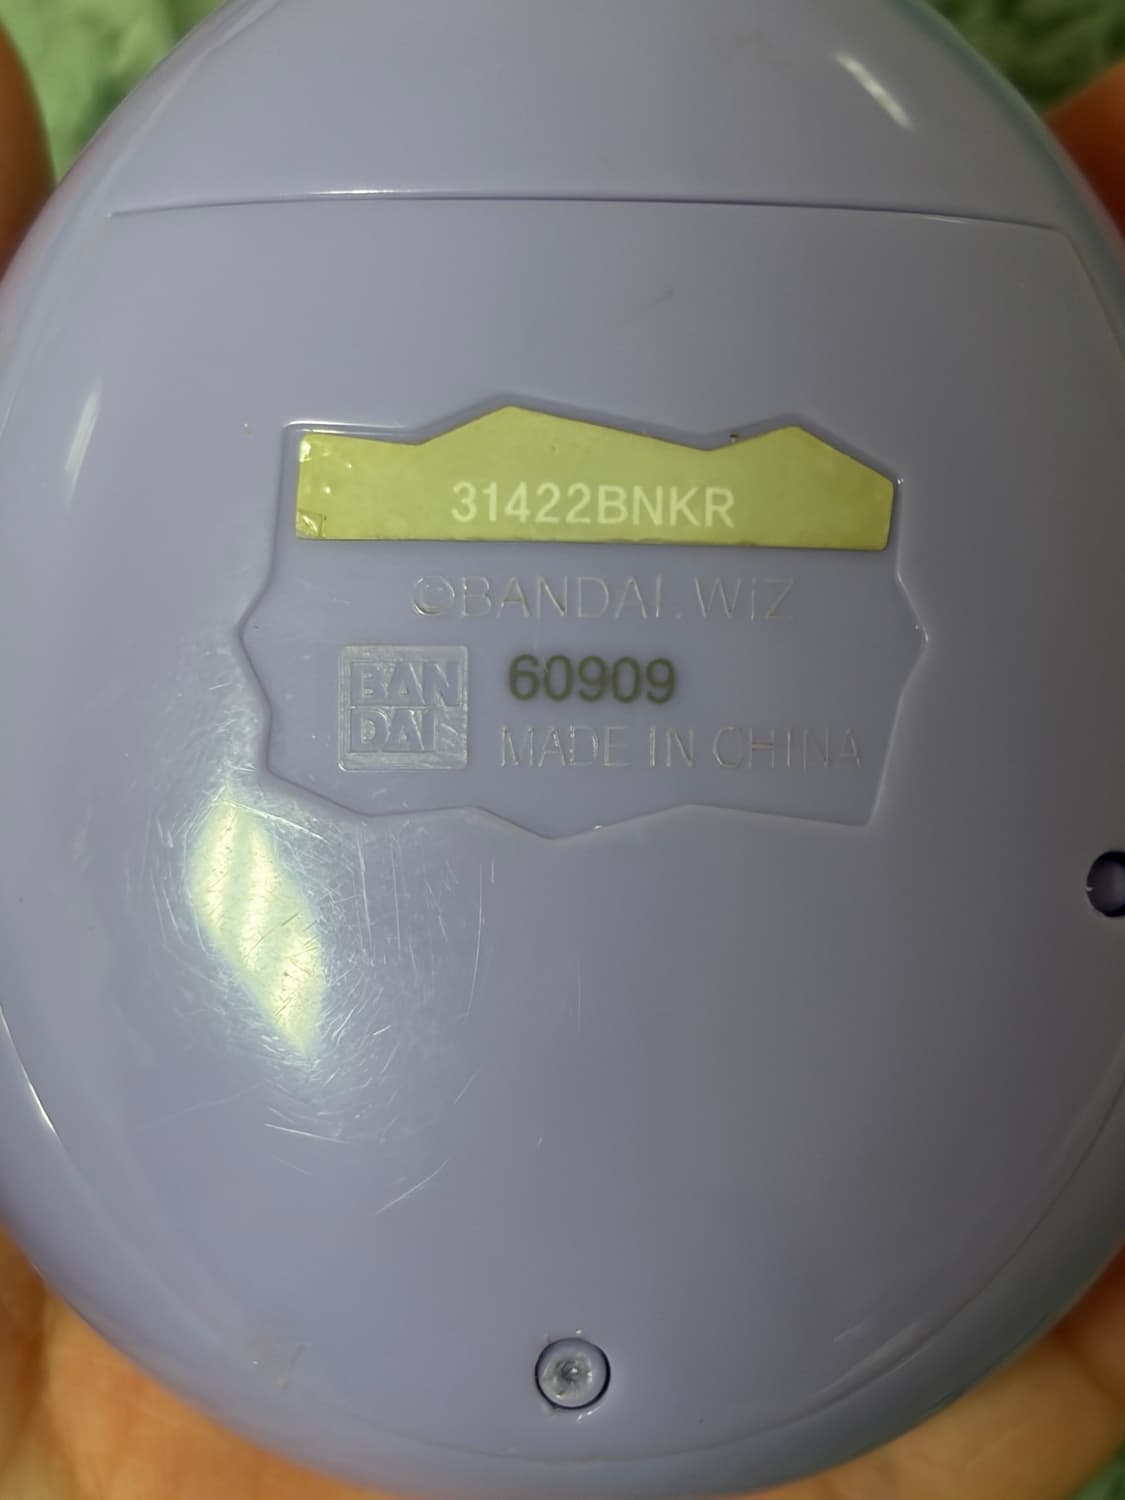 31422BNKR
©BANDAI.WiZ
BAN
DAI
60909
MADE IN CHINA